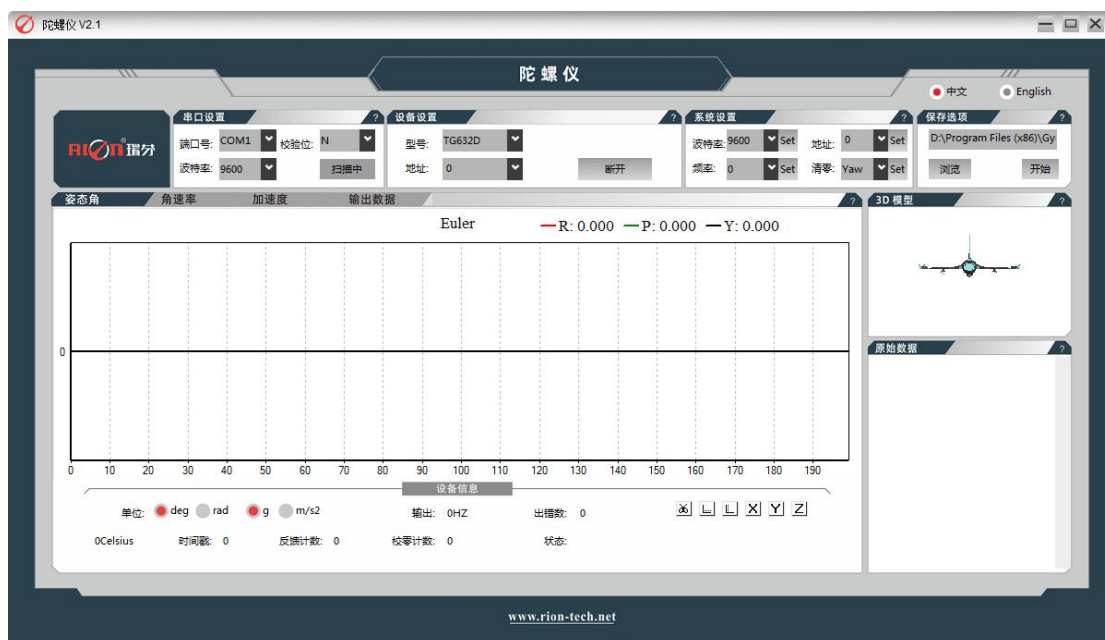 陀螺仪 V2.1
陀螺仪
中文 English
RION 瑞芬
串口设置 ?
端口号: COM1 校验位: N
波特率: 9600 扫描中
设备设置 ?
型号: TG632D
地址: 0 断开
系统设置 ?
波特率: 9600 Set 地址: 0 Set
频率: 0 Set 清零: Yaw Set
保存选项 ?
D:\Program Files (x86)\Gy
浏览 开始
姿态角 角速率 加速度 输出数据 ?
Euler R: 0.000 P: 0.000 Y: 0.000
0
0 10 20 30 40 50 60 70 80 90 100 110 120 130 140 150 160 170 180 190
设备信息
单位: deg rad g m/s2 输出: 0HZ 出错数: 0 X Y Z
0Celsius 时间戳: 0 反馈计数: 0 校零计数: 0 状态:
3D 模型 ?
原始数据 ?
www.rion-tech.net